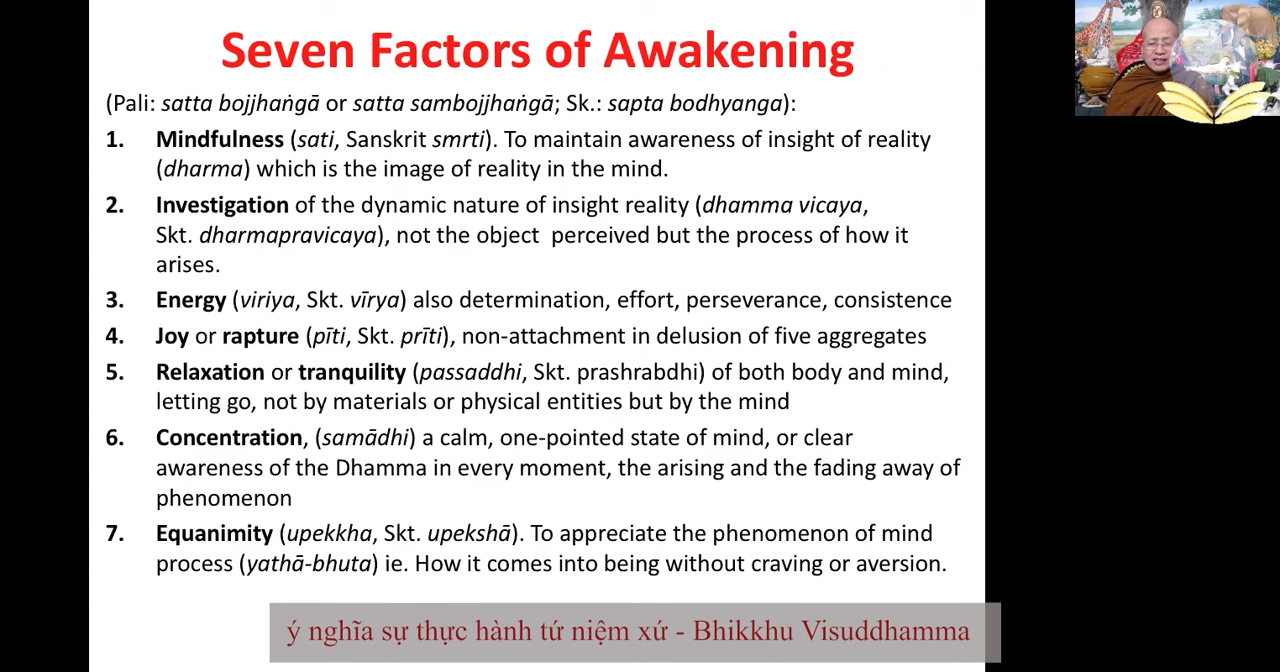 Seven Factors of Awakening
(Pali: satta bojjhaṅgā or satta sambojjhaṅgā; Sk.: sapta bodhyanga):
1. Mindfulness (sati, Sanskrit smrti). To maintain awareness of insight of reality
(dharma) which is the image of reality in the mind.
2. Investigation of the dynamic nature of insight reality (dhamma vicaya,
Skt. dharmapravicaya), not the object perceived but the process of how it
arises.
3. Energy (viriya, Skt. vīrya) also determination, effort, perseverance, consistence
4. Joy or rapture (pīti, Skt. prīti), non-attachment in delusion of five aggregates
5. Relaxation or tranquility (passaddhi, Skt. prashrabdhi) of both body and mind,
letting go, not by materials or physical entities but by the mind
6. Concentration, (samādhi) a calm, one-pointed state of mind, or clear
awareness of the Dhamma in every moment, the arising and the fading away of
phenomenon
7. Equanimity (upekkha, Skt. upekshā). To appreciate the phenomenon of mind
process (yathā-bhuta) ie. How it comes into being without craving or aversion.
ý nghĩa sự thực hành tứ niệm xứ - Bhikkhu Visuddhamma